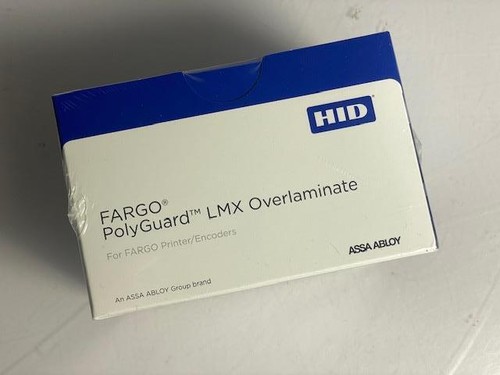 HID
FARGO®
PolyGuard™ LMX Overlaminate
For FARGO Printer/Encoders
ASSA ABLOY
An ASSA ABLOY Group brand